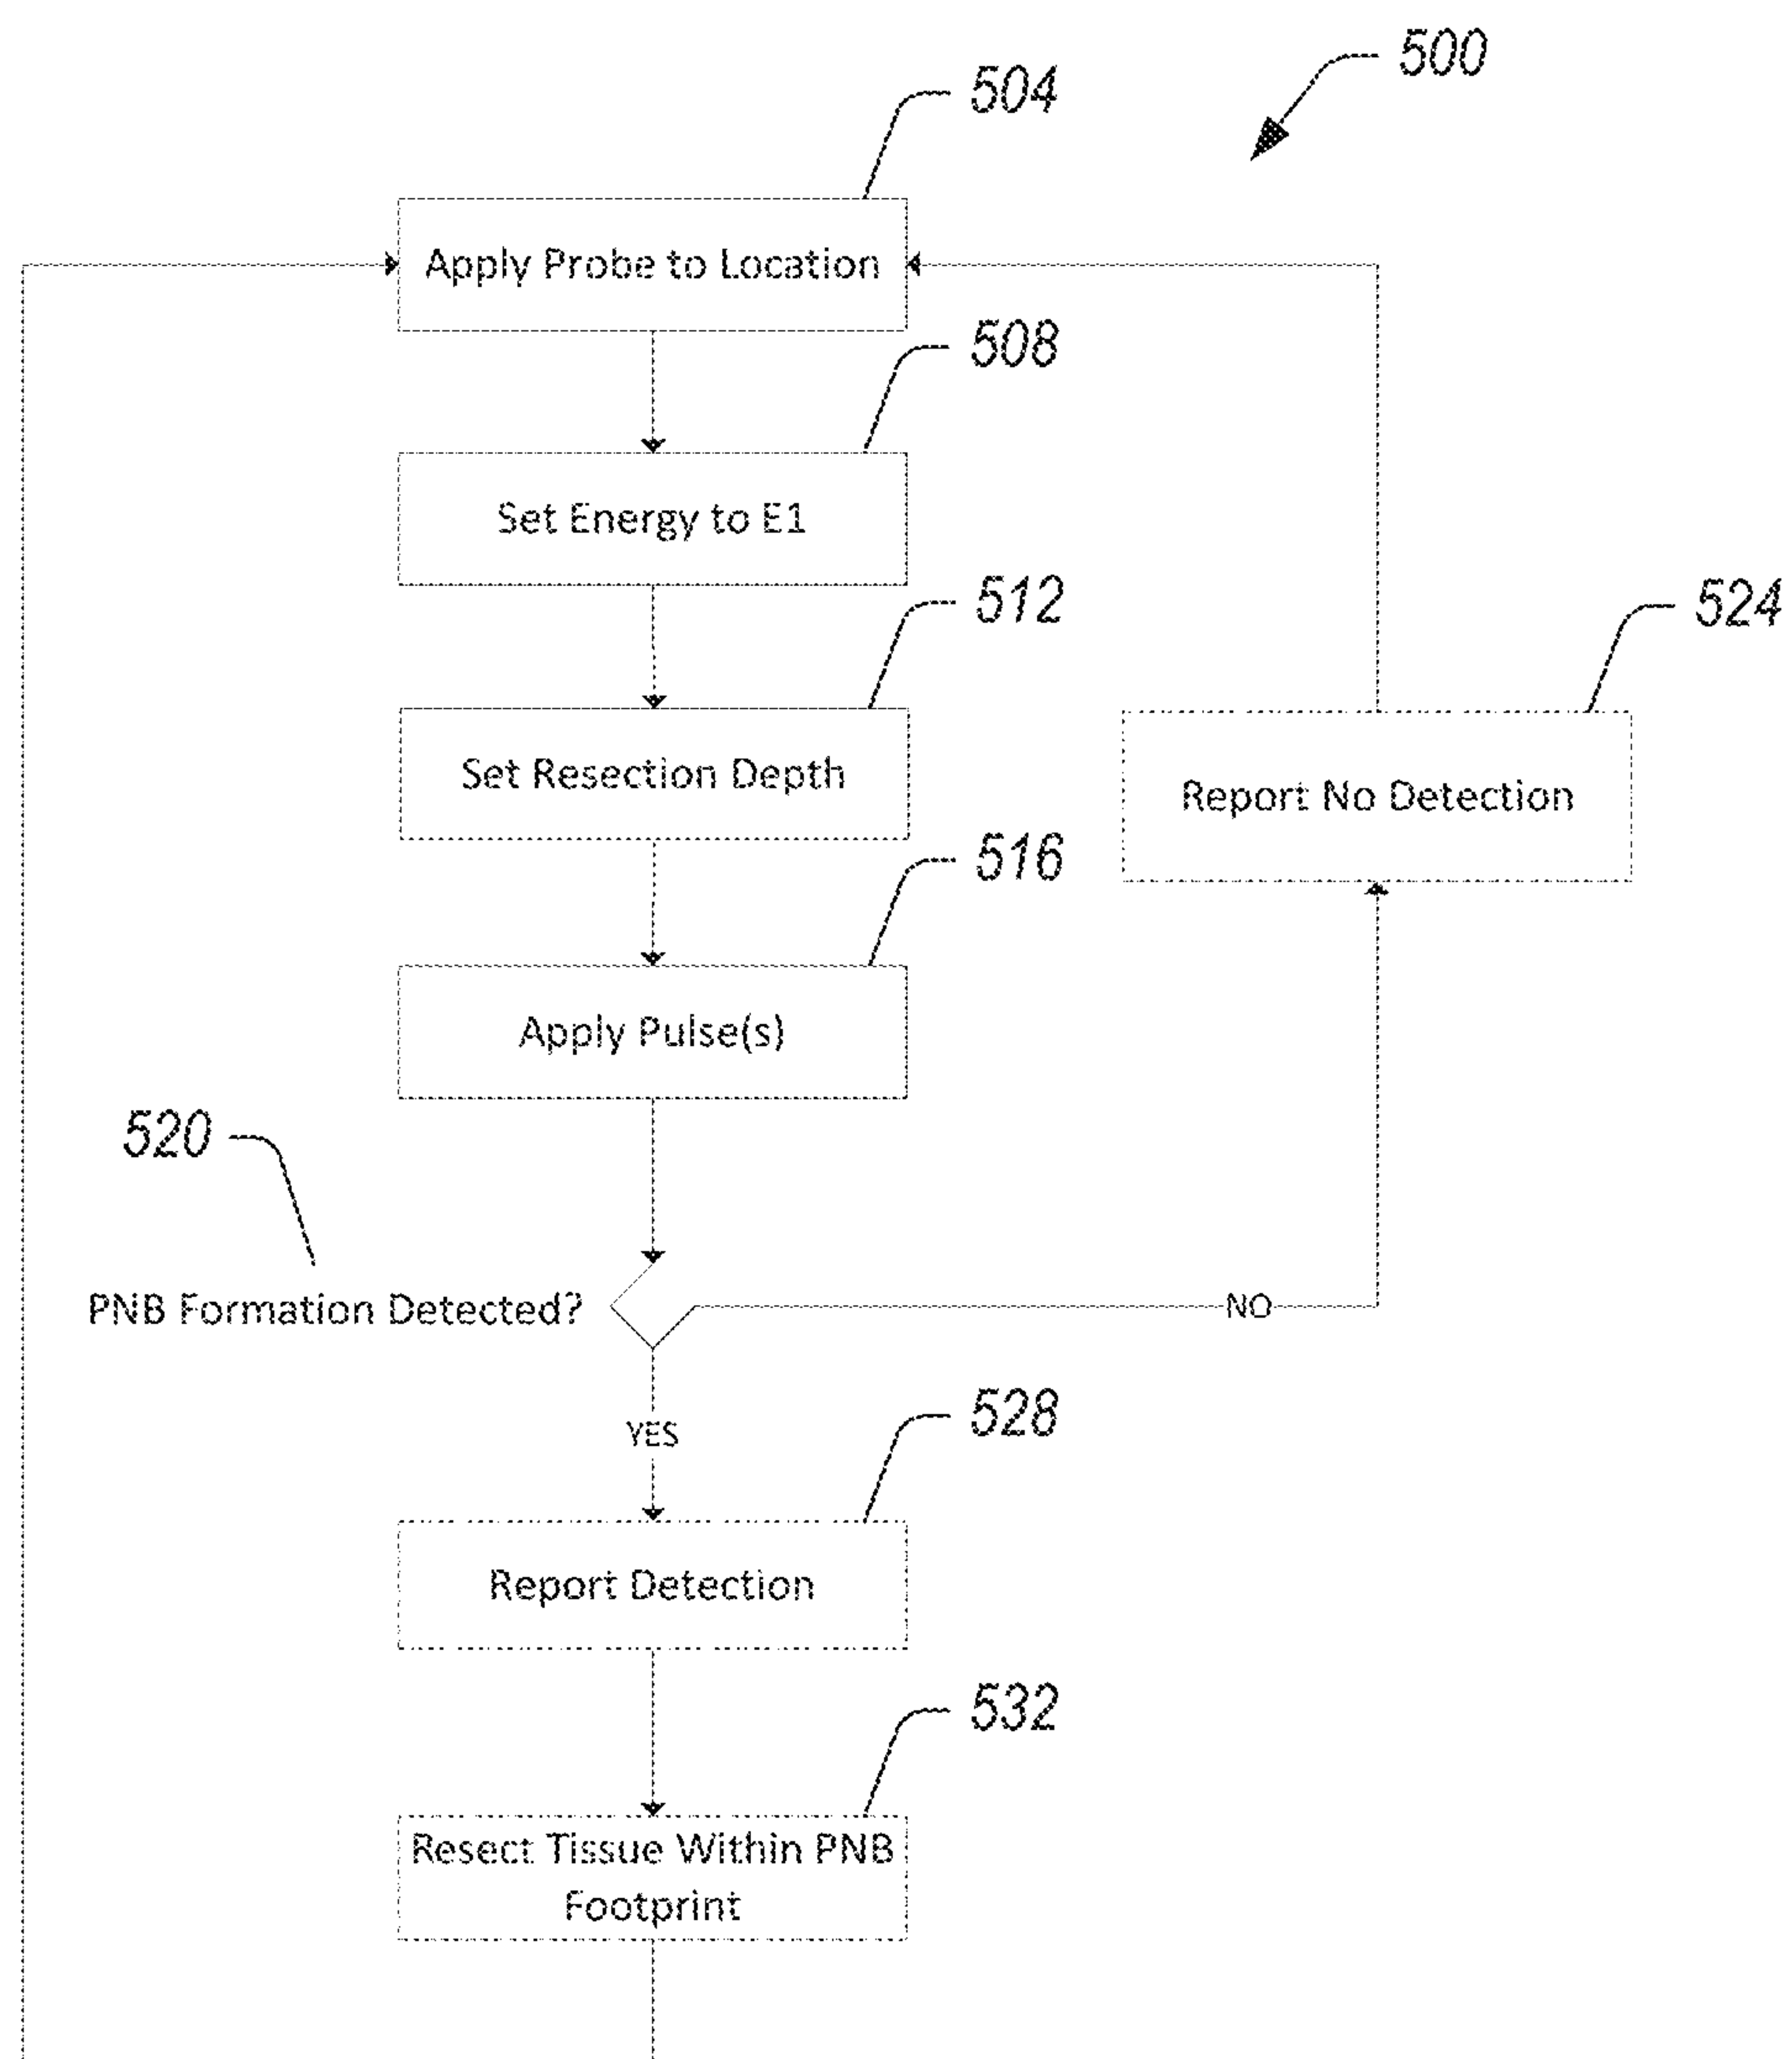 500
504
Apply Probe to Location
508
Set Energy to E1
512
Set Resection Depth
524
Report No Detection
516
Apply Pulse(s)
520
PNB Formation Detected?
NO
YES
528
Report Detection
532
Resect Tissue Within PNB
Footprint